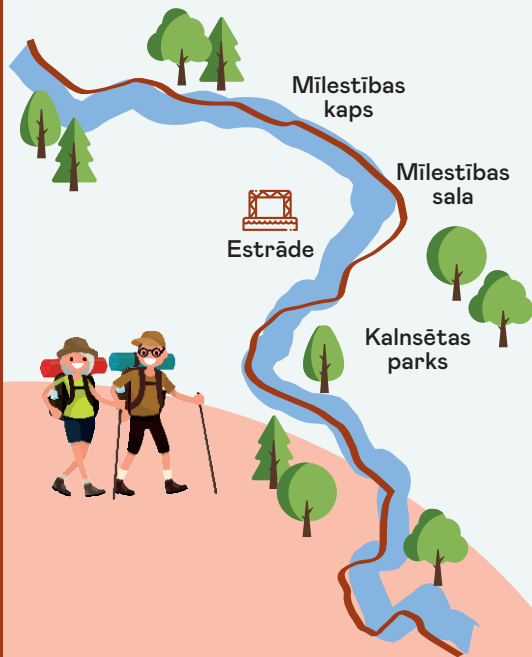 Mīlestības
kaps
Mīlestības
sala
Estrāde
Kalnsētas
parks